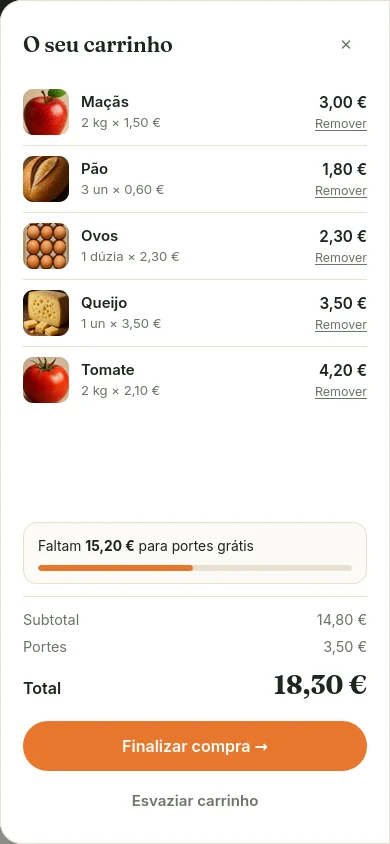 O seu carrinho ×
Maçãs 3,00 €
2 kg × 1,50 € Remover
Pão 1,80 €
3 un × 0,60 € Remover
Ovos 2,30 €
1 dúzia × 2,30 € Remover
Queijo 3,50 €
1 un × 3,50 € Remover
Tomate 4,20 €
2 kg × 2,10 € Remover
Faltam 15,20 € para portes grátis
Subtotal 14,80 €
Portes 3,50 €
Total 18,30 €
Finalizar compra →
Esvaziar carrinho